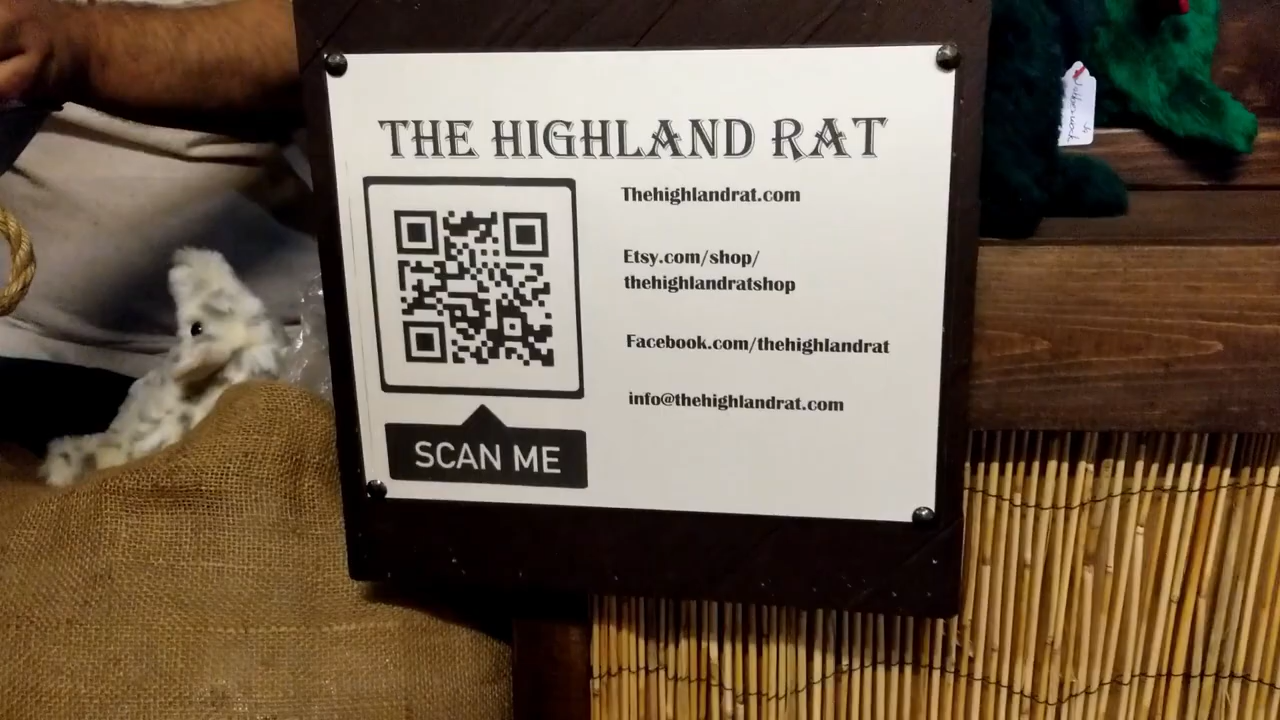 THE HIGHLAND RAT
Thehighlandrat.com
Etsy.com/shop/
thehighlandratshop
Facebook.com/thehighlandrat
info@thehighlandrat.com
SCAN ME